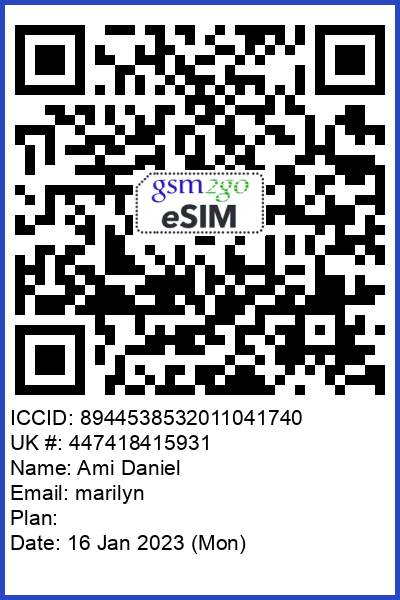 gsm2go
eSIM
ICCID: 8944538532011041740
UK #: 447418415931
Name: Ami Daniel
Email: marilyn
Plan:
Date: 16 Jan 2023 (Mon)